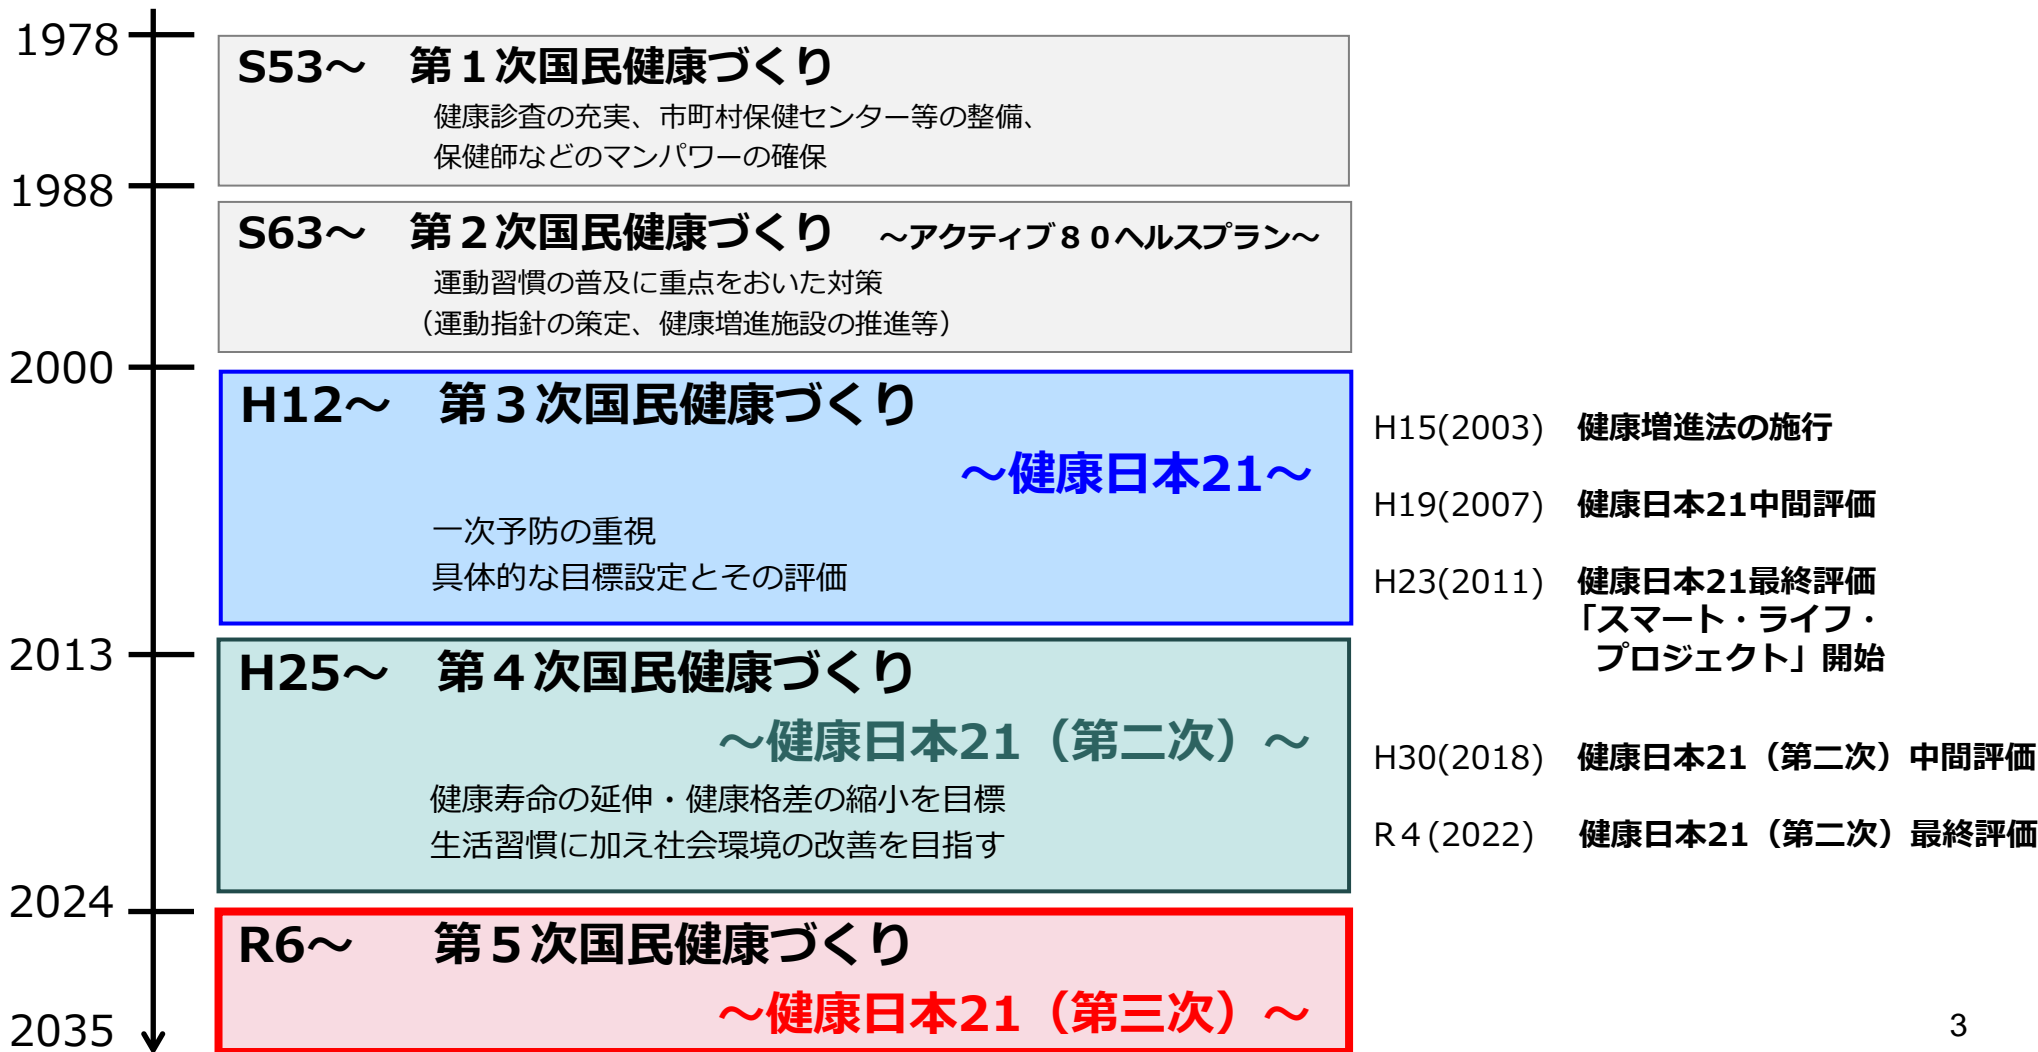 1978
S53～　第１次国民健康づくり
健康診査の充実、市町村保健センター等の整備、
保健師などのマンパワーの確保
1988
S63～　第２次国民健康づくり　～アクティブ８０ヘルスプラン～
運動習慣の普及に重点をおいた対策
（運動指針の策定、健康増進施設の推進等）
2000
H12～　第３次国民健康づくり
～健康日本21～
一次予防の重視
具体的な目標設定とその評価
H15(2003)　健康増進法の施行
H19(2007)　健康日本21中間評価
H23(2011)　健康日本21最終評価
「スマート・ライフ・
プロジェクト」開始
2013
H25～　第４次国民健康づくり
～健康日本21（第二次）～
健康寿命の延伸・健康格差の縮小を目標
生活習慣に加え社会環境の改善を目指す
H30(2018)　健康日本21（第二次）中間評価
R４(2022)　健康日本21（第二次）最終評価
2024
R6～　第５次国民健康づくり
～健康日本21（第三次）～
2035
3